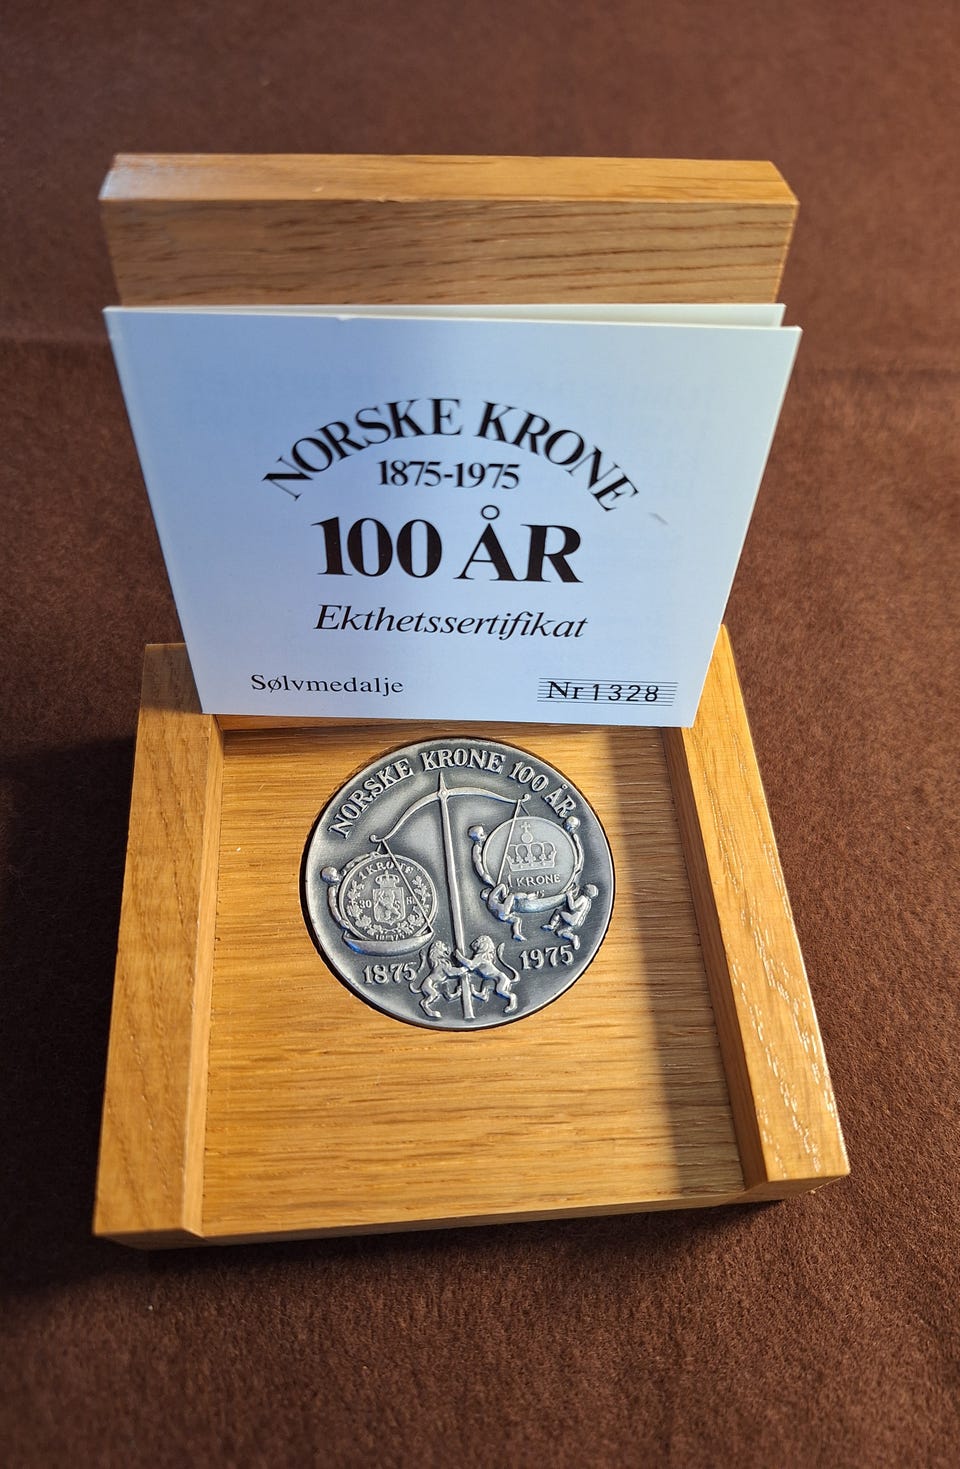 NORSKE KRONE
1875-1975
100 ÅR
Ekthetssertifikat
Sølvmedalje
Nr 1328
NORSKE KRONE 100 ÅR
1 KRONE
30
1 KRONE
1875
1975